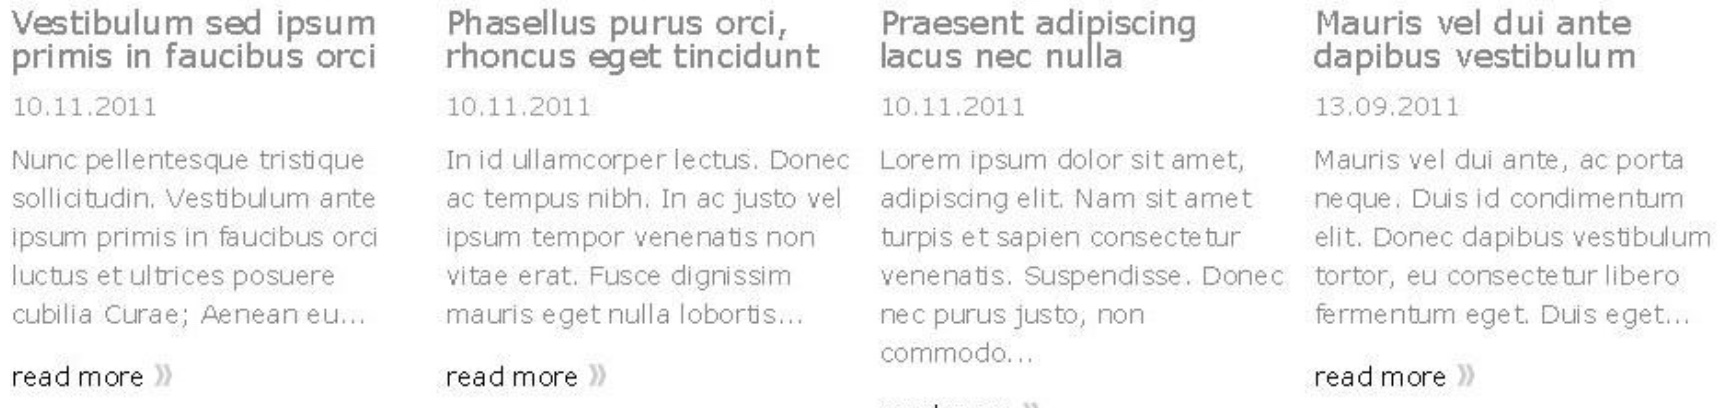 Vestibulum sed ipsum
primis in faucibus orci
10.11.2011
Nunc pellentesque tristique
sollicitudin. Vestibulum ante
ipsum primis in faucibus orci
luctus et ultrices posuere
cubilia Curae; Aenean eu...
read more »
Phasellus purus orci,
rhoncus eget tincidunt
10.11.2011
In id ullamcorper lectus. Donec
ac tempus nibh. In ac justo vel
ipsum tempor venenatis non
vitae erat. Fusce dignissim
mauris eget nulla lobortis...
read more »
Praesent adipiscing
lacus nec nulla
10.11.2011
Lorem ipsum dolor sit amet,
adipiscing elit. Nam sit amet
turpis et sapien consectetur
venenatis. Suspendisse. Donec
nec purus justo, non
commodo...
Mauris vel dui ante
dapibus vestibulum
13.09.2011
Mauris vel dui ante, ac porta
neque. Duis id condimentum
elit. Donec dapibus vestibulum
tortor, eu consectetur libero
fermentum eget. Duis eget...
read more »